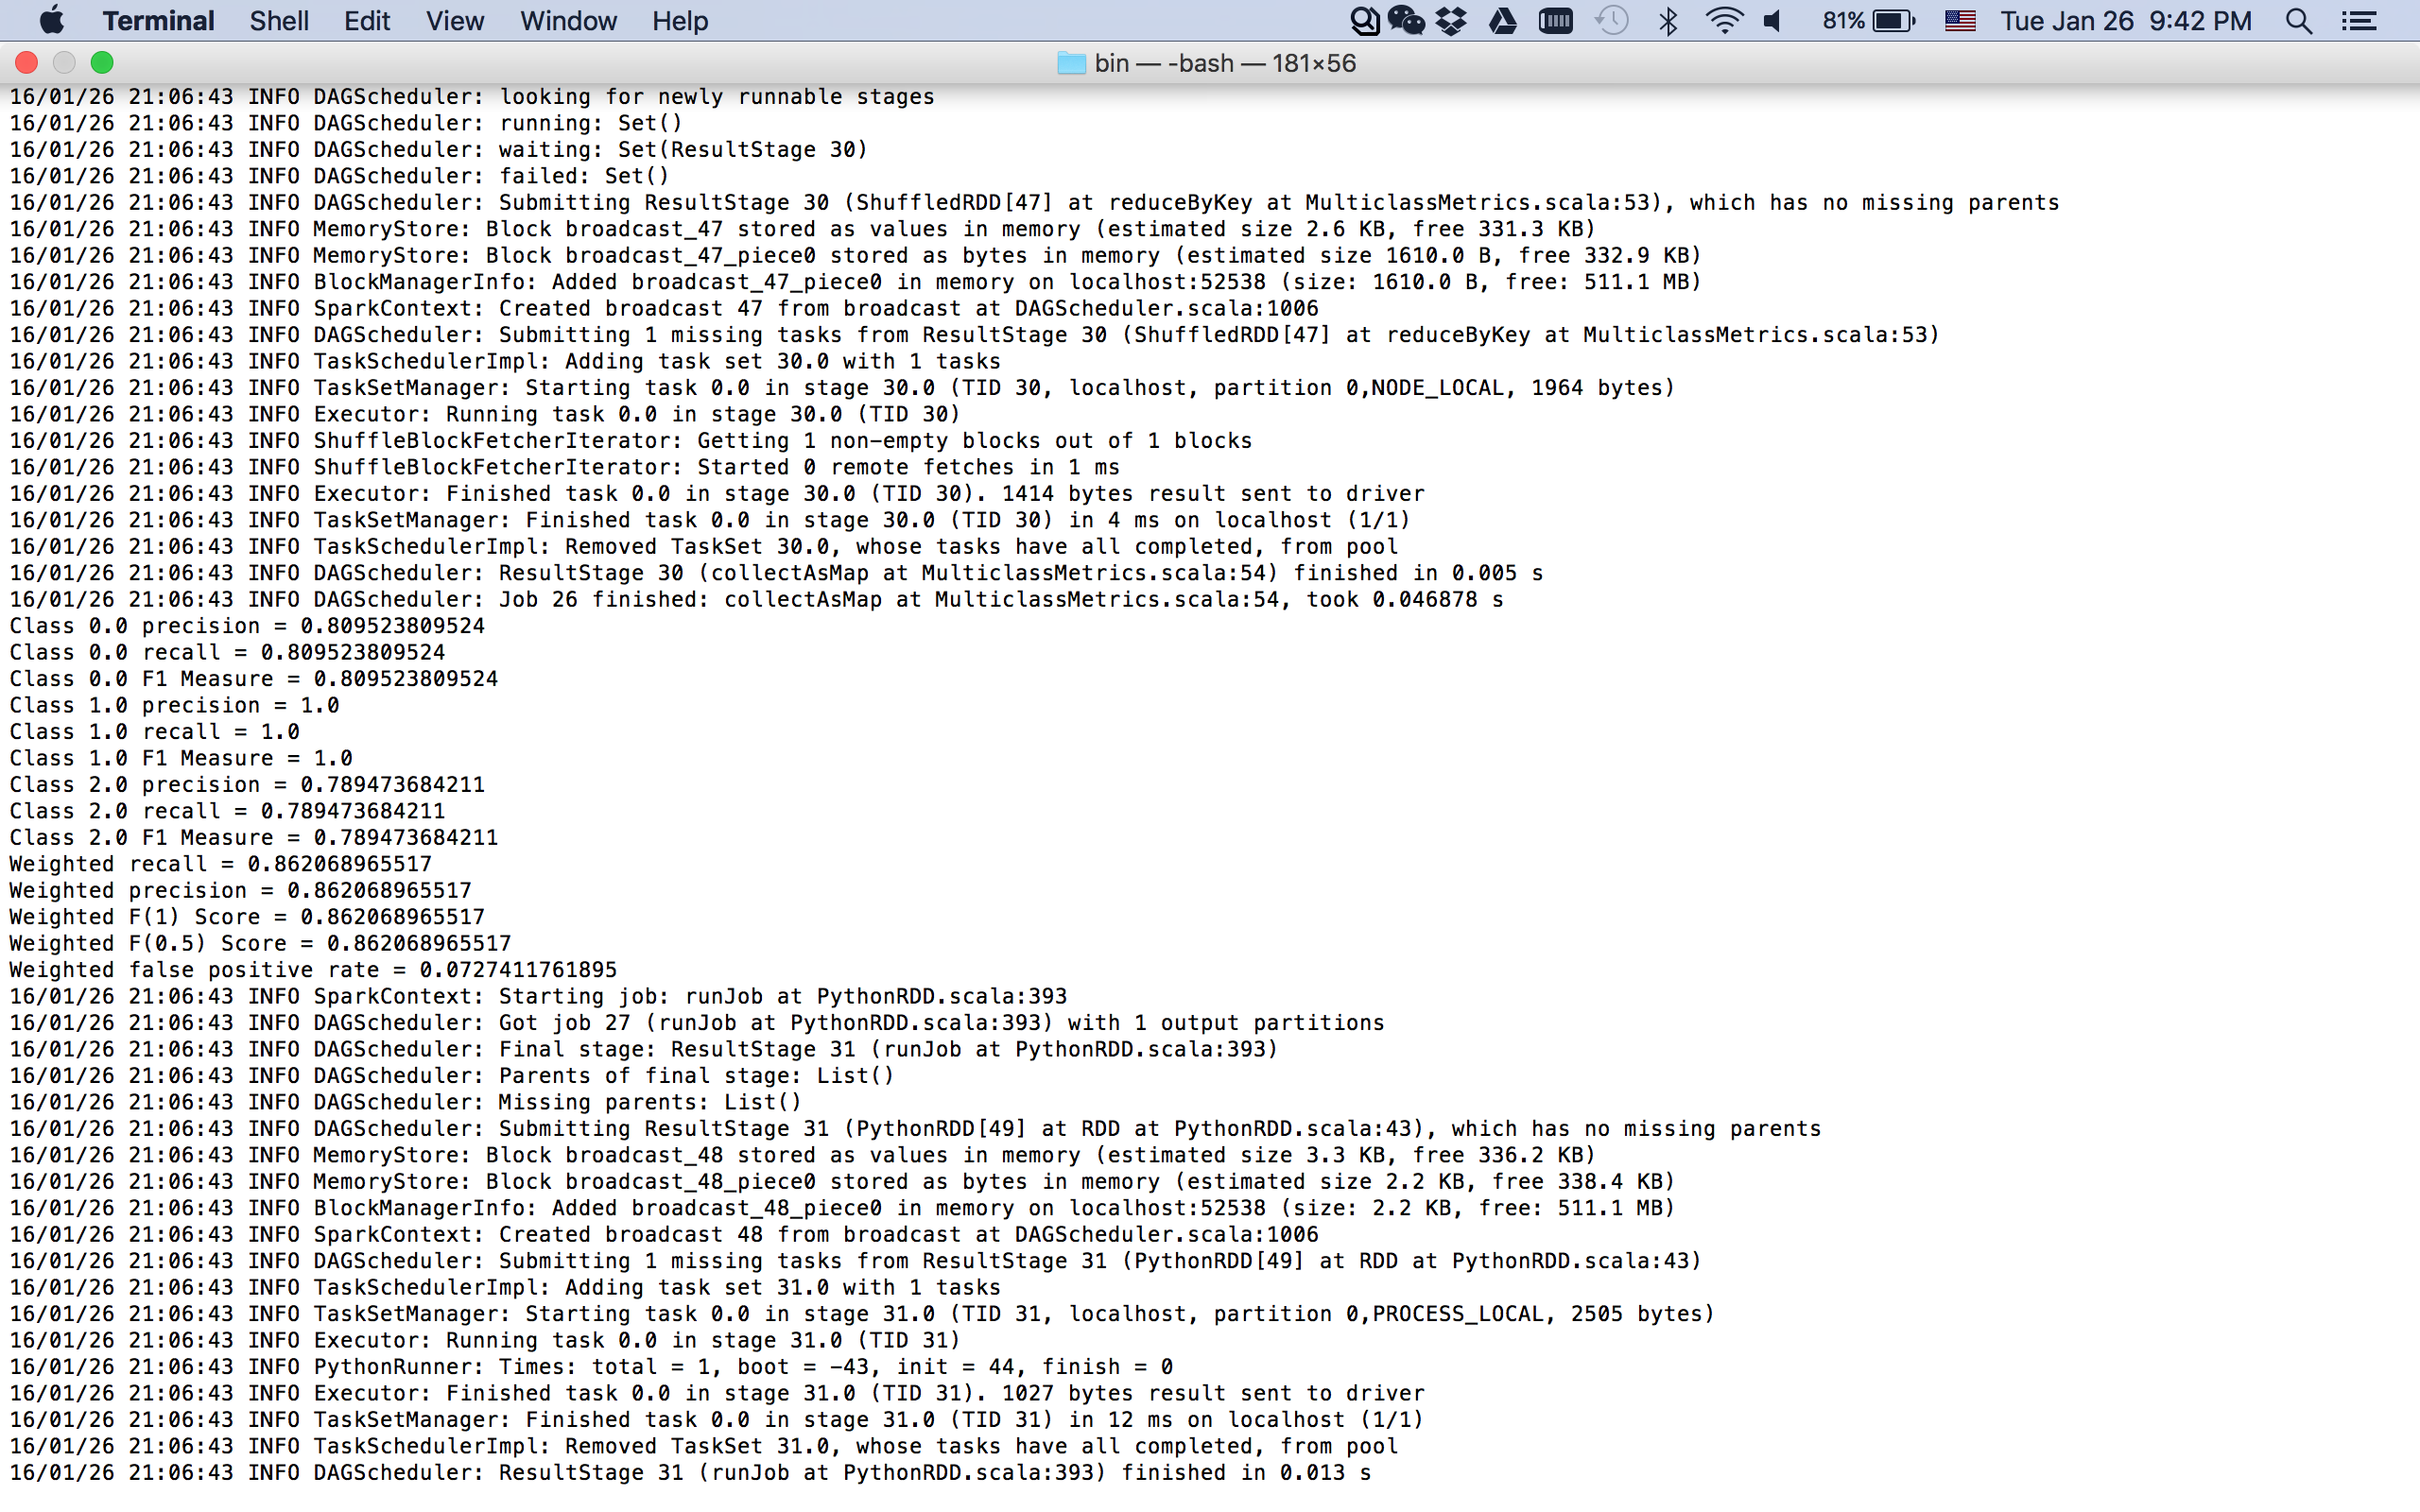 Terminal Shell Edit View Window Help 81% Tue Jan 26 9:42 PM
bin — -bash — 181×56
16/01/26 21:06:43 INFO DAGScheduler: looking for newly runnable stages
16/01/26 21:06:43 INFO DAGScheduler: running: Set()
16/01/26 21:06:43 INFO DAGScheduler: waiting: Set(ResultStage 30)
16/01/26 21:06:43 INFO DAGScheduler: failed: Set()
16/01/26 21:06:43 INFO DAGScheduler: Submitting ResultStage 30 (ShuffledRDD[47] at reduceByKey at MulticlassMetrics.scala:53), which has no missing parents
16/01/26 21:06:43 INFO MemoryStore: Block broadcast_47 stored as values in memory (estimated size 2.6 KB, free 331.3 KB)
16/01/26 21:06:43 INFO MemoryStore: Block broadcast_47_piece0 stored as bytes in memory (estimated size 1610.0 B, free 332.9 KB)
16/01/26 21:06:43 INFO BlockManagerInfo: Added broadcast_47_piece0 in memory on localhost:52538 (size: 1610.0 B, free: 511.1 MB)
16/01/26 21:06:43 INFO SparkContext: Created broadcast 47 from broadcast at DAGScheduler.scala:1006
16/01/26 21:06:43 INFO DAGScheduler: Submitting 1 missing tasks from ResultStage 30 (ShuffledRDD[47] at reduceByKey at MulticlassMetrics.scala:53)
16/01/26 21:06:43 INFO TaskSchedulerImpl: Adding task set 30.0 with 1 tasks
16/01/26 21:06:43 INFO TaskSetManager: Starting task 0.0 in stage 30.0 (TID 30, localhost, partition 0,NODE_LOCAL, 1964 bytes)
16/01/26 21:06:43 INFO Executor: Running task 0.0 in stage 30.0 (TID 30)
16/01/26 21:06:43 INFO ShuffleBlockFetcherIterator: Getting 1 non-empty blocks out of 1 blocks
16/01/26 21:06:43 INFO ShuffleBlockFetcherIterator: Started 0 remote fetches in 1 ms
16/01/26 21:06:43 INFO Executor: Finished task 0.0 in stage 30.0 (TID 30). 1414 bytes result sent to driver
16/01/26 21:06:43 INFO TaskSetManager: Finished task 0.0 in stage 30.0 (TID 30) in 4 ms on localhost (1/1)
16/01/26 21:06:43 INFO TaskSchedulerImpl: Removed TaskSet 30.0, whose tasks have all completed, from pool
16/01/26 21:06:43 INFO DAGScheduler: ResultStage 30 (collectAsMap at MulticlassMetrics.scala:54) finished in 0.005 s
16/01/26 21:06:43 INFO DAGScheduler: Job 26 finished: collectAsMap at MulticlassMetrics.scala:54, took 0.046878 s
Class 0.0 precision = 0.809523809524
Class 0.0 recall = 0.809523809524
Class 0.0 F1 Measure = 0.809523809524
Class 1.0 precision = 1.0
Class 1.0 recall = 1.0
Class 1.0 F1 Measure = 1.0
Class 2.0 precision = 0.789473684211
Class 2.0 recall = 0.789473684211
Class 2.0 F1 Measure = 0.789473684211
Weighted recall = 0.862068965517
Weighted precision = 0.862068965517
Weighted F(1) Score = 0.862068965517
Weighted F(0.5) Score = 0.862068965517
Weighted false positive rate = 0.0727411761895
16/01/26 21:06:43 INFO SparkContext: Starting job: runJob at PythonRDD.scala:393
16/01/26 21:06:43 INFO DAGScheduler: Got job 27 (runJob at PythonRDD.scala:393) with 1 output partitions
16/01/26 21:06:43 INFO DAGScheduler: Final stage: ResultStage 31 (runJob at PythonRDD.scala:393)
16/01/26 21:06:43 INFO DAGScheduler: Parents of final stage: List()
16/01/26 21:06:43 INFO DAGScheduler: Missing parents: List()
16/01/26 21:06:43 INFO DAGScheduler: Submitting ResultStage 31 (PythonRDD[49] at RDD at PythonRDD.scala:43), which has no missing parents
16/01/26 21:06:43 INFO MemoryStore: Block broadcast_48 stored as values in memory (estimated size 3.3 KB, free 336.2 KB)
16/01/26 21:06:43 INFO MemoryStore: Block broadcast_48_piece0 stored as bytes in memory (estimated size 2.2 KB, free 338.4 KB)
16/01/26 21:06:43 INFO BlockManagerInfo: Added broadcast_48_piece0 in memory on localhost:52538 (size: 2.2 KB, free: 511.1 MB)
16/01/26 21:06:43 INFO SparkContext: Created broadcast 48 from broadcast at DAGScheduler.scala:1006
16/01/26 21:06:43 INFO DAGScheduler: Submitting 1 missing tasks from ResultStage 31 (PythonRDD[49] at RDD at PythonRDD.scala:43)
16/01/26 21:06:43 INFO TaskSchedulerImpl: Adding task set 31.0 with 1 tasks
16/01/26 21:06:43 INFO TaskSetManager: Starting task 0.0 in stage 31.0 (TID 31, localhost, partition 0,PROCESS_LOCAL, 2505 bytes)
16/01/26 21:06:43 INFO Executor: Running task 0.0 in stage 31.0 (TID 31)
16/01/26 21:06:43 INFO PythonRunner: Times: total = 1, boot = -43, init = 44, finish = 0
16/01/26 21:06:43 INFO Executor: Finished task 0.0 in stage 31.0 (TID 31). 1027 bytes result sent to driver
16/01/26 21:06:43 INFO TaskSetManager: Finished task 0.0 in stage 31.0 (TID 31) in 12 ms on localhost (1/1)
16/01/26 21:06:43 INFO TaskSchedulerImpl: Removed TaskSet 31.0, whose tasks have all completed, from pool
16/01/26 21:06:43 INFO DAGScheduler: ResultStage 31 (runJob at PythonRDD.scala:393) finished in 0.013 s